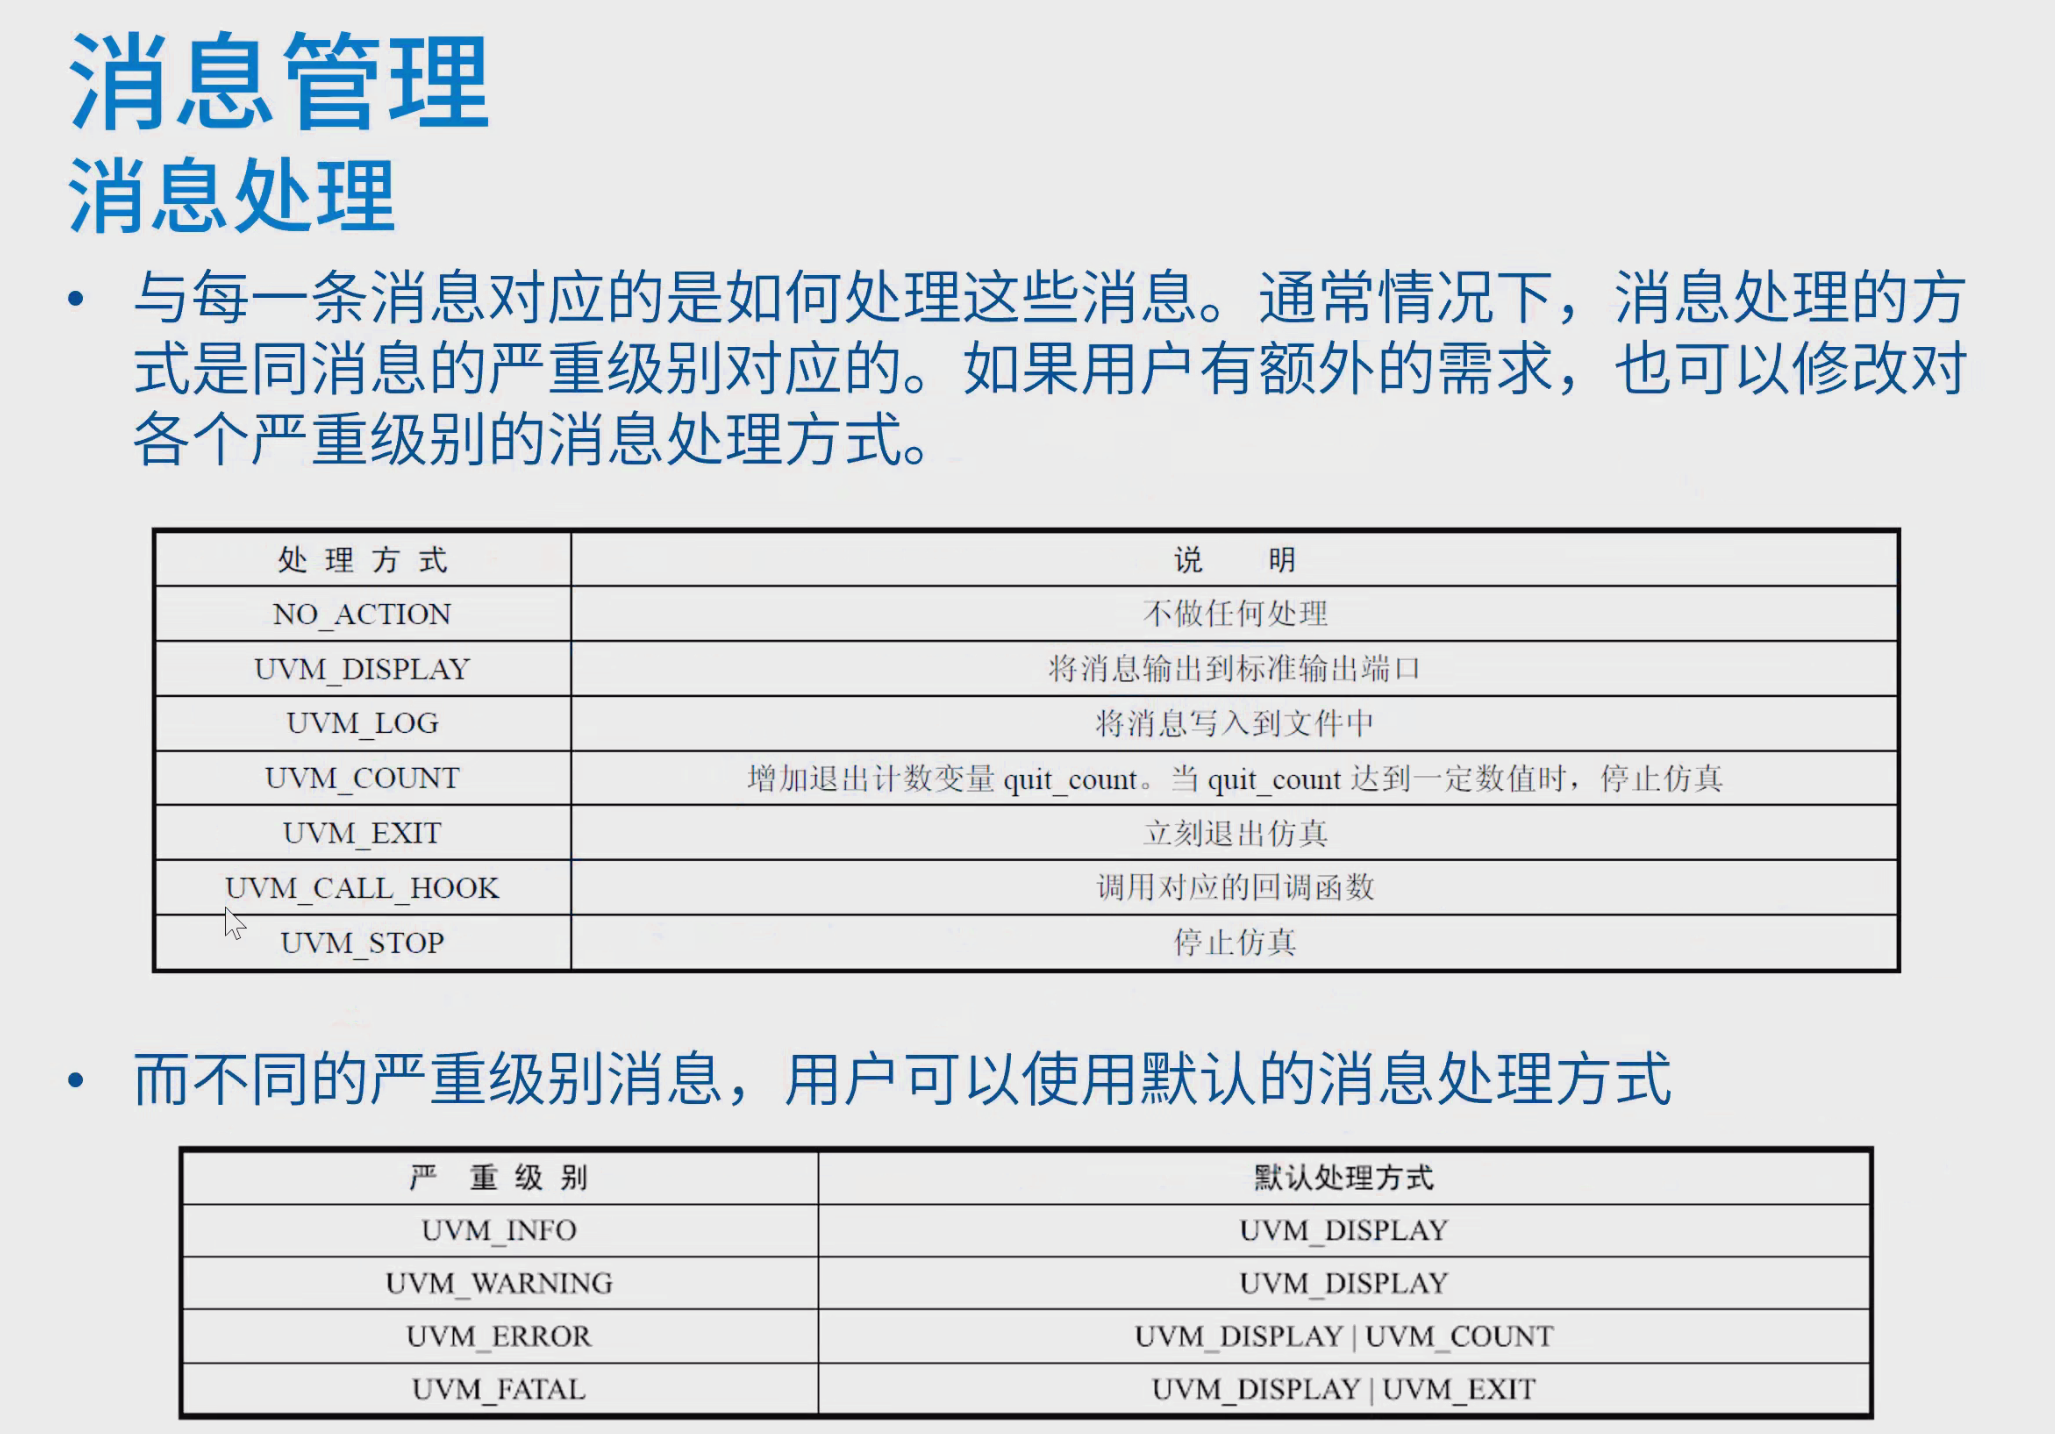 消息管理
消息处理
• 与每一条消息对应的是如何处理这些消息。通常情况下，消息处理的方
式是同消息的严重级别对应的。如果用户有额外的需求，也可以修改对
各个严重级别的消息处理方式。
处 理 方 式 说 明
NO_ACTION 不做任何处理
UVM_DISPLAY 将消息输出到标准输出端口
UVM_LOG 将消息写入到文件中
UVM_COUNT 增加退出计数变量 quit_count。当 quit_count 达到一定数值时，停止仿真
UVM_EXIT 立刻退出仿真
UVM_CALL_HOOK 调用对应的回调函数
UVM_STOP 停止仿真
• 而不同的严重级别消息，用户可以使用默认的消息处理方式
严 重 级 别 默认处理方式
UVM_INFO UVM_DISPLAY
UVM_WARNING UVM_DISPLAY
UVM_ERROR UVM_DISPLAY | UVM_COUNT
UVM_FATAL UVM_DISPLAY | UVM_EXIT